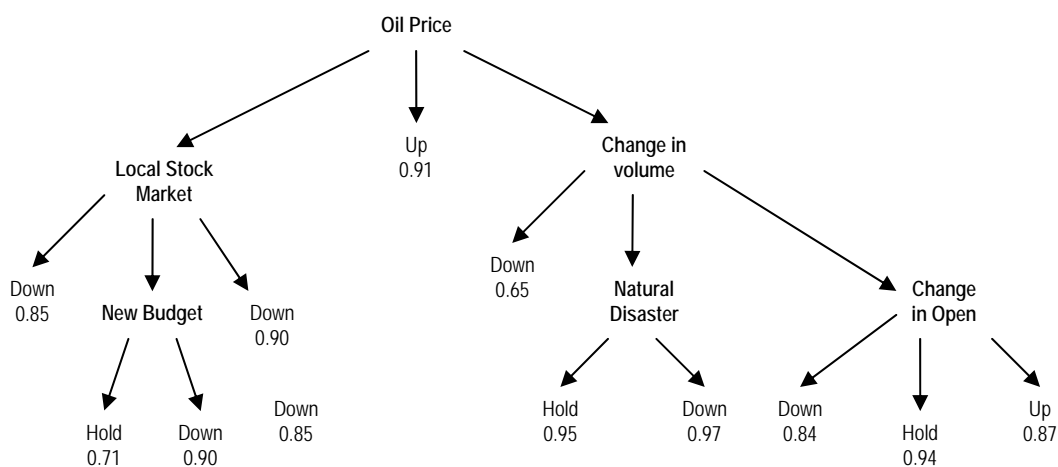 Oil Price
Up
0.91
Change in
volume
Local Stock
Market
Down
0.65
Down
0.85
New Budget
Down
0.90
Natural
Disaster
Change
in Open
Hold
0.71
Down
0.90
Down
0.85
Hold
0.95
Down
0.97
Down
0.84
Hold
0.94
Up
0.87